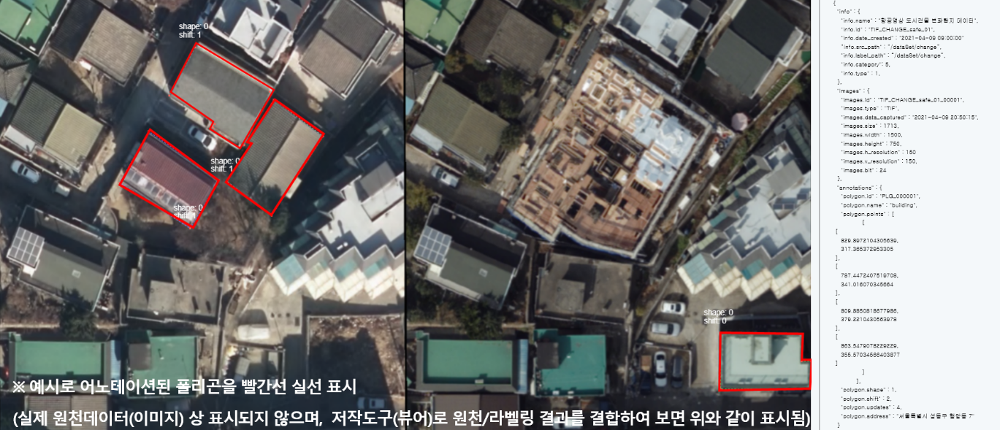 shape: 0
shift: 1
shape: 0
shift: 1
shape: 0
shift: 1
shape: 0
shift: 0
※ 예시로 어노테이션된 폴리곤을 빨간선 실선 표시
(실제 원천데이터(이미지) 상 표시되지 않으며, 저작도구(뷰어)로 원천/라벨링 결과를 결합하여 보면 위와 같이 표시됨)
{
"info" : {
"info.name" : "항공영상 도시건물 변화탐지 데이터",
"info.id" : "TIF_CHANGE_safe_01",
"info.date_created" : "2021-04-09 09:00:00"
"info.src_path" : "/dataSet/change",
"info.label_path" : "/dataSet/change",
"info.category": 5,
"info.type" : 1,
},
"images" : {
"images.id" : "TIF_CHANGE_safe_01_00001",
"images.type" : "TIF",
"images.data_captured" : "2021-04-09 20:50:15",
"images.size" : 1713,
"images.width" : 1500,
"images.height" : 750,
"images.h_resolution" : 150
"images.v_resolution" : 150,
"images.bit" : 24
},
"annotations" : {
"polygon.id" : "PLG_000001",
"polygon.name" : "building",
"polygon.points" : [
[
[
829.8972104305639,
317.365372953305
],
[
787.4472407519708,
341.016070345664
],
[
809.8850818677986,
379.2210430563978
],
[
863.5479078229229,
355.57034566403877
]
]
],
"polygon.shape" : 1,
"polygon.shift" : 2,
"polygon.updates" : 4,
"polygon.address" : "서울특별시 성동구 행당동 7"
}